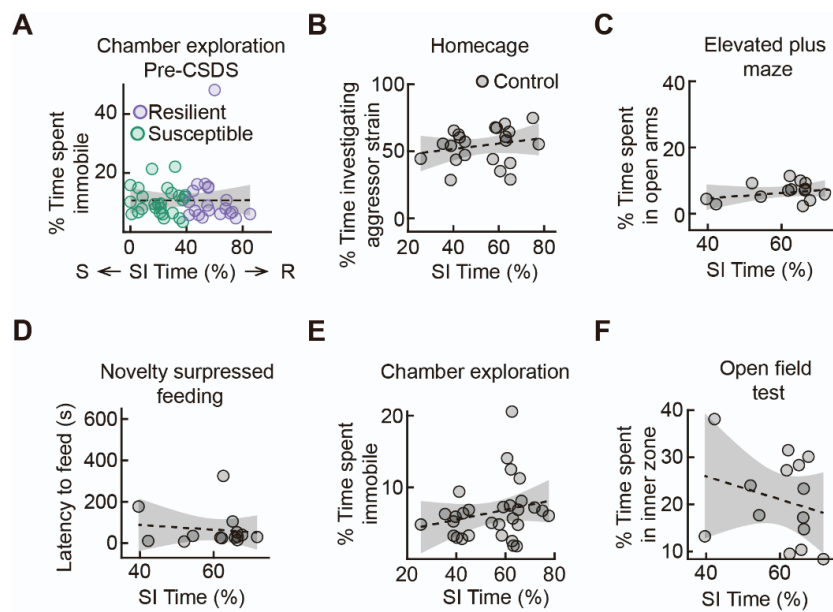 A
Chamber exploration
Pre-CSDS
% Time spent
immobile
40
20
Resilient
Susceptible
0
40
80
S ← SI Time (%) → R
B
Homecage
% Time investigating
aggressor strain
100
50
0
Control
20
40
60
80
SI Time (%)
C
Elevated plus
maze
% Time spent
in open arms
40
20
0
40
60
SI Time (%)
D
Novelty surpressed
feeding
Latency to feed (s)
600
400
200
0
40
60
SI Time (%)
E
Chamber exploration
% Time spent
immobile
20
10
0
20
40
60
80
SI Time (%)
F
Open field
test
% Time spent
in inner zone
40
30
20
10
40
60
SI Time (%)